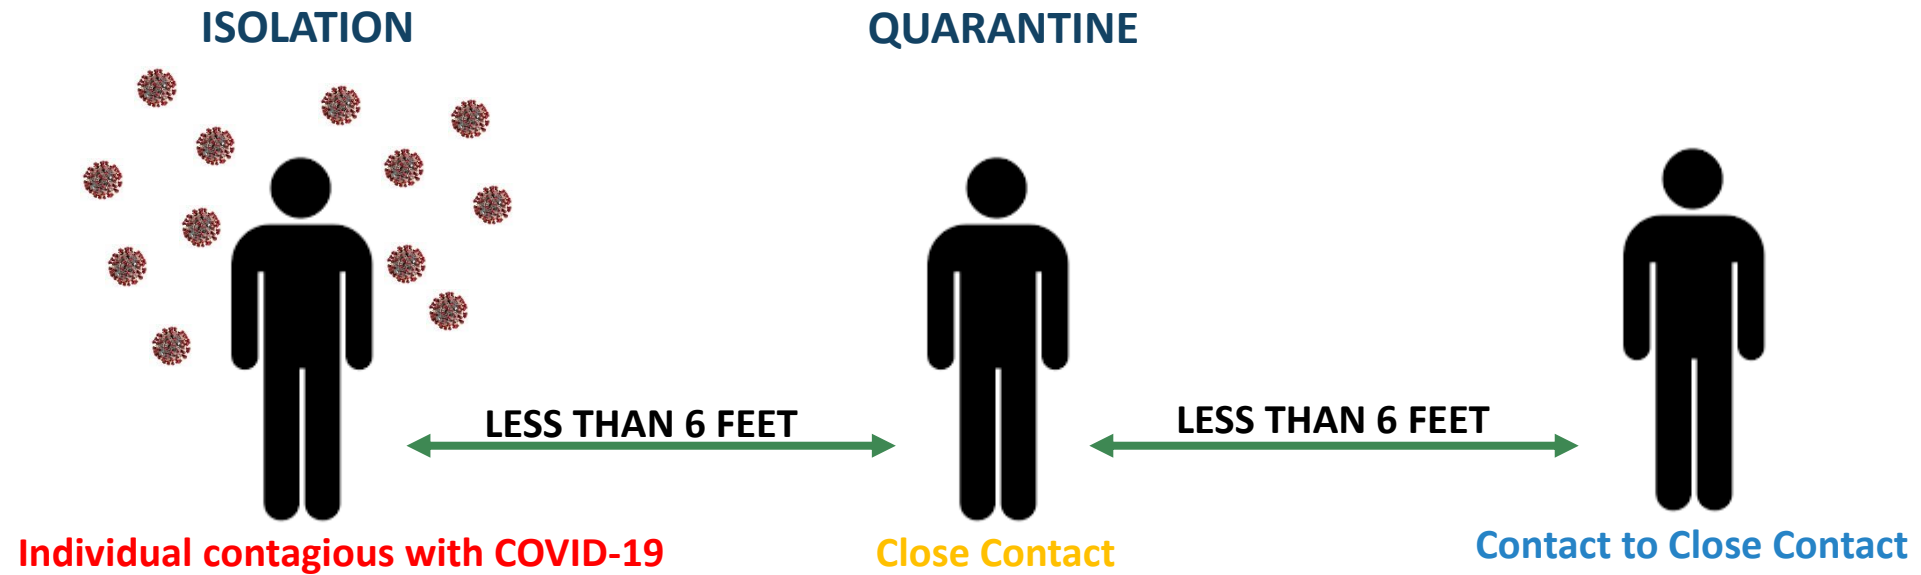 ISOLATION
QUARANTINE
LESS THAN 6 FEET
LESS THAN 6 FEET
Individual contagious with COVID-19
Close Contact
Contact to Close Contact